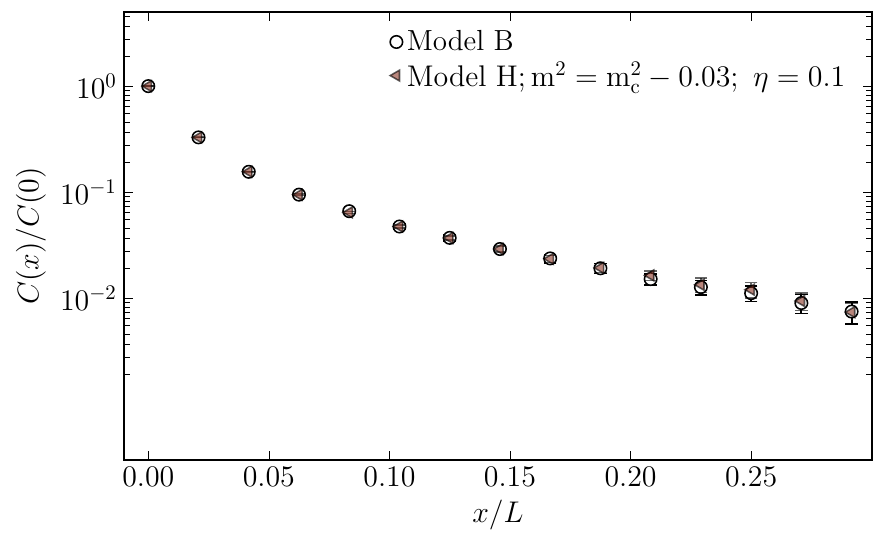 Model B
Model H; m² = m_c² − 0.03; η = 0.1
10⁰
10⁻¹
10⁻²
C(x)/C(0)
0.00 0.05 0.10 0.15 0.20 0.25
x/L